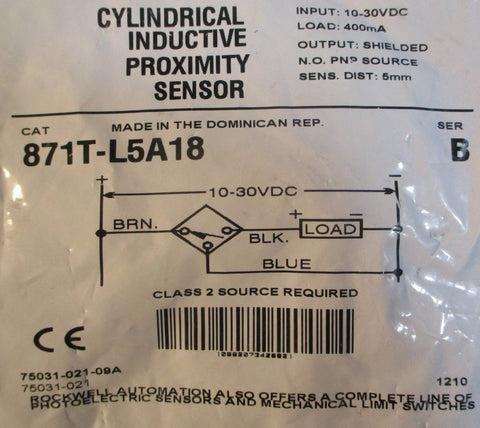 CYLINDRICAL
INDUCTIVE
PROXIMITY
SENSOR
INPUT: 10-30VDC
LOAD: 400mA
OUTPUT: SHIELDED
N.O. PNP SOURCE
SENS. DIST: 5mm
MADE IN THE DOMINICAN REP.
CAT
SER
871T-L5A18
B
+
−
10-30VDC
BRN.
BLK.
+
LOAD
−
BLUE
CLASS 2 SOURCE REQUIRED
CE
75031-021-09A
75031-021
1210
ROCKWELL AUTOMATION ALSO OFFERS A COMPLETE LINE OF
PHOTOELECTRIC SENSORS AND MECHANICAL LIMIT SWITCHES